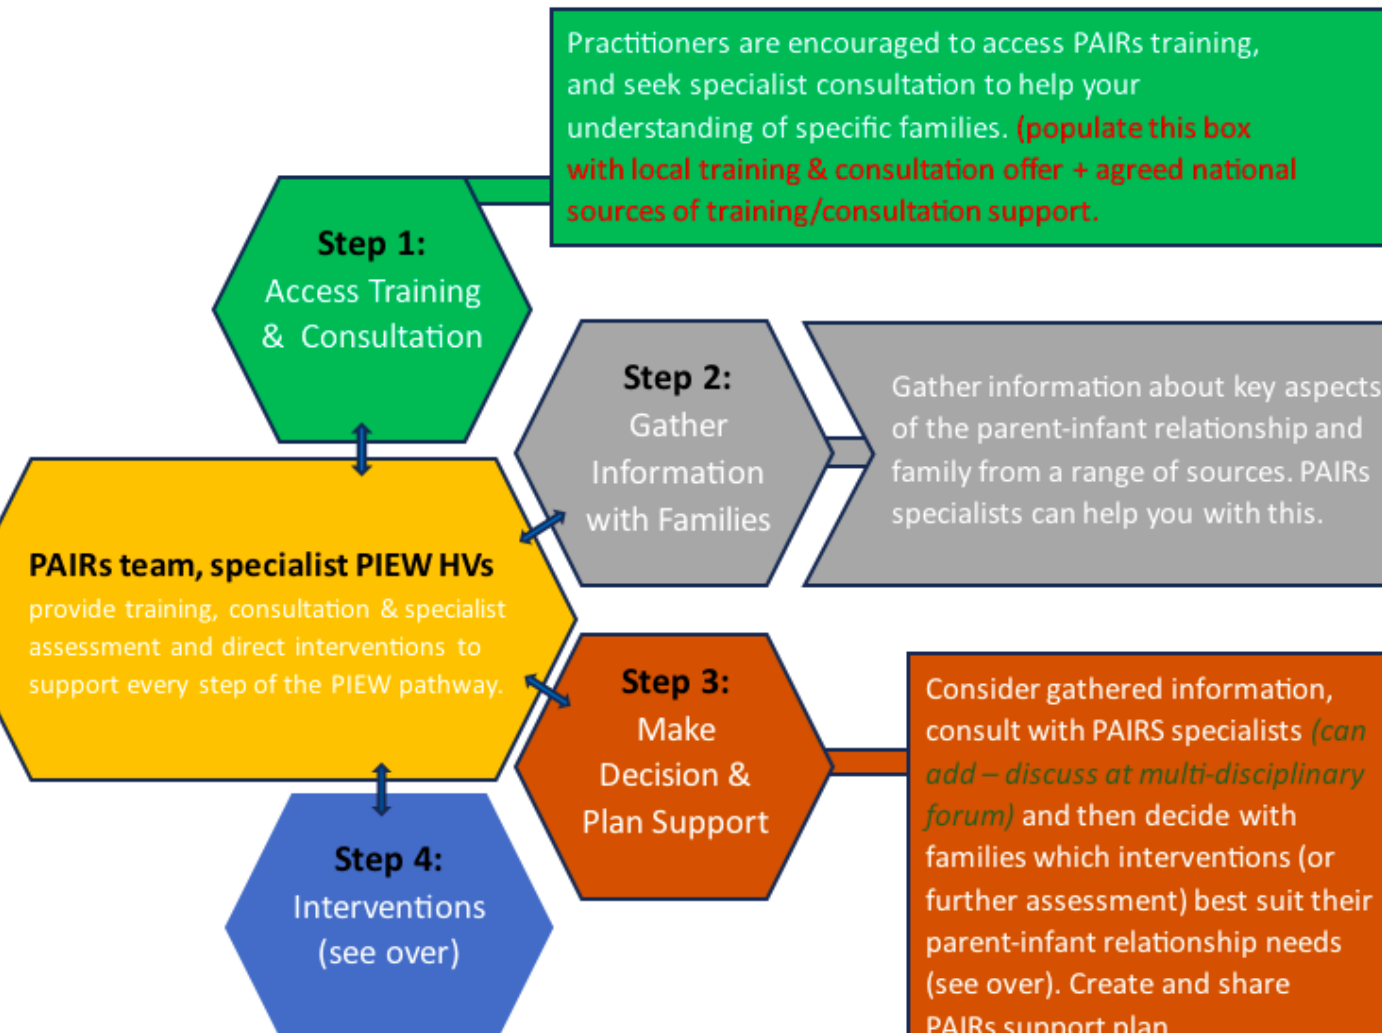 Practitioners are encouraged to access PAIRs training,
and seek specialist consultation to help your
understanding of specific families. (populate this box
with local training & consultation offer + agreed national
sources of training/consultation support.
Step 1:
Access Training
& Consultation
Step 2:
Gather
Information
with Families
Gather information about key aspects
of the parent-infant relationship and
family from a range of sources. PAIRs
specialists can help you with this.
PAIRs team, specialist PIEW HVs
provide training, consultation & specialist
assessment and direct interventions to
support every step of the PIEW pathway.
Step 3:
Make
Decision &
Plan Support
Consider gathered information,
consult with PAIRS specialists (can
add – discuss at multi-disciplinary
forum) and then decide with
families which interventions (or
further assessment) best suit their
parent-infant relationship needs
(see over). Create and share
PAIRs support plan
Step 4:
Interventions
(see over)